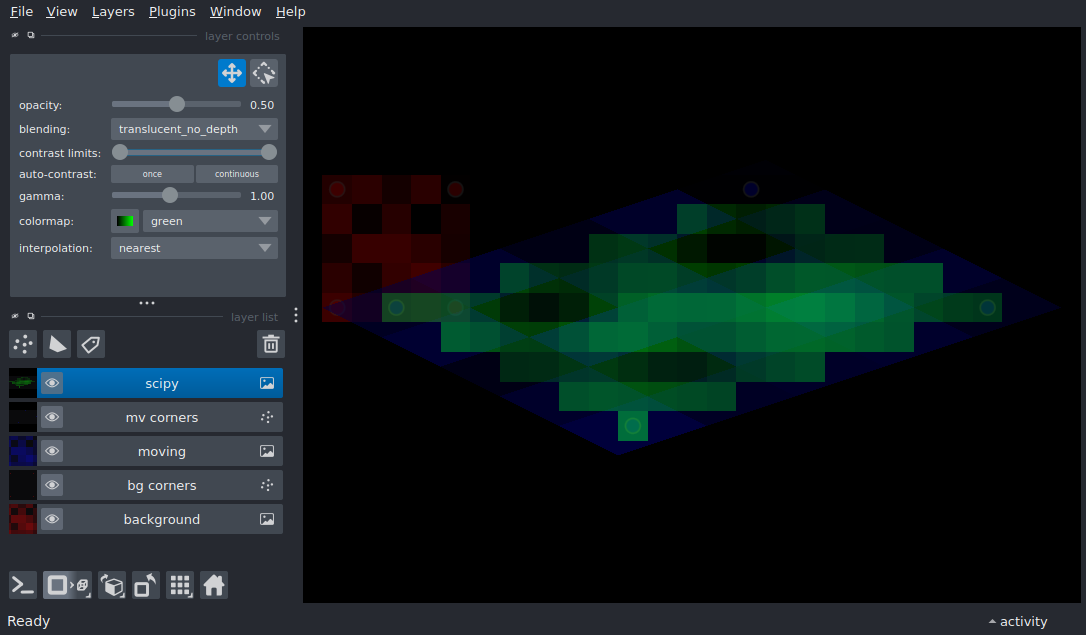 File View Layers Plugins Window Help
layer controls
opacity: 0.50
blending: translucent_no_depth
contrast limits:
auto-contrast: once continuous
gamma: 1.00
colormap: green
interpolation: nearest
layer list
scipy
mv corners
moving
bg corners
background
Ready
activity